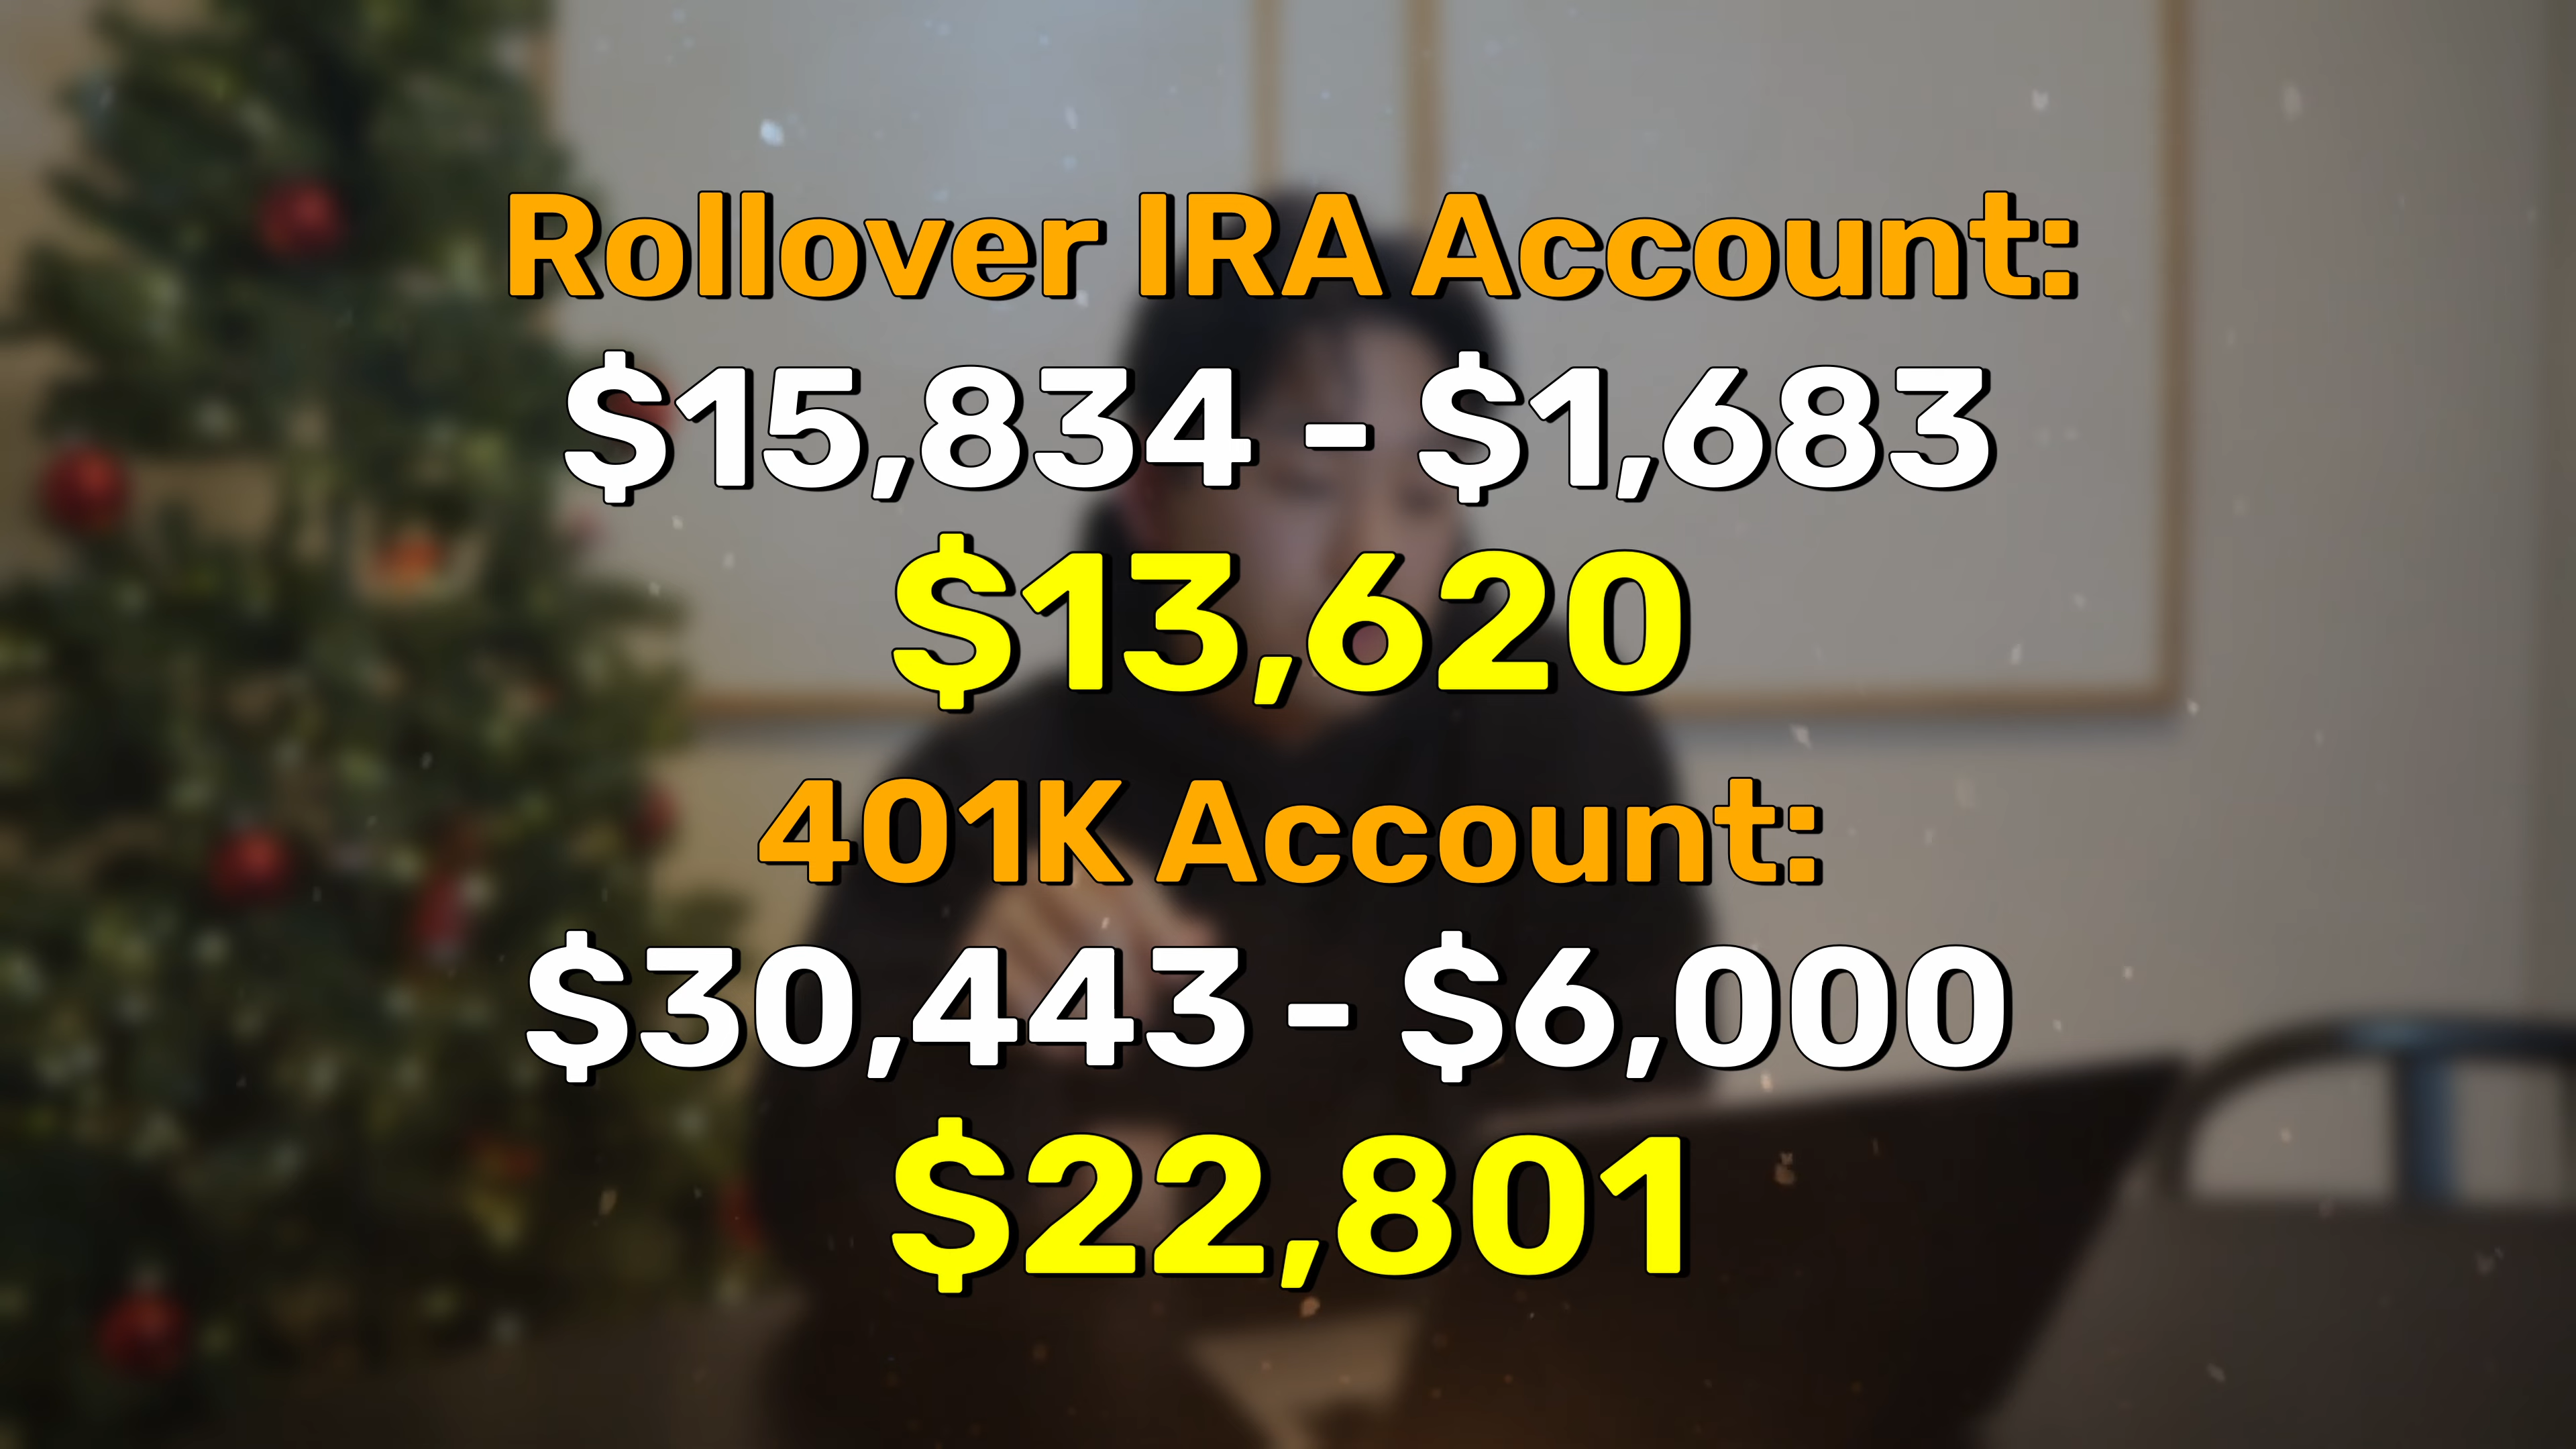 Rollover IRA Account:
$15,834 - $1,683
$13,620
401K Account:
$30,443 - $6,000
$22,801